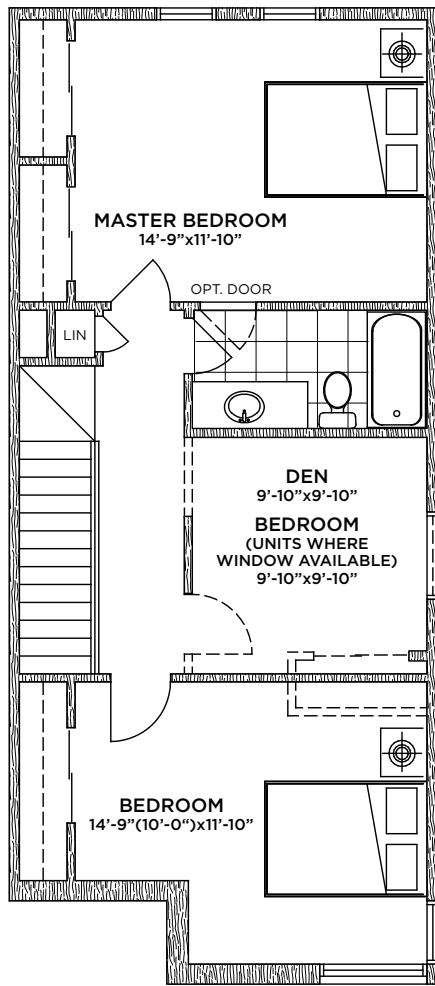 MASTER BEDROOM
14’-9”x11’-10”
OPT. DOOR
LIN
DEN
9’-10”x9’-10”
BEDROOM
(UNITS WHERE
WINDOW AVAILABLE)
9’-10”x9’-10”
BEDROOM
14’-9”(10’-0“)x11’-10”